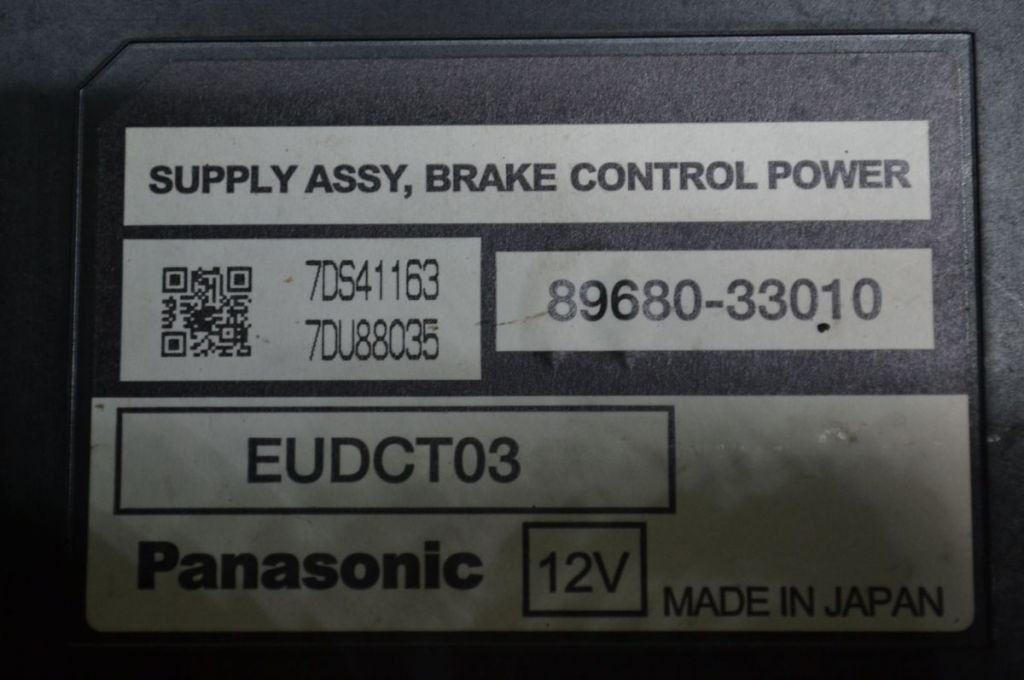 SUPPLY ASSY, BRAKE CONTROL POWER
7DS41163
7DU88035
89680-33010
EUDCT03
Panasonic
12V
MADE IN JAPAN